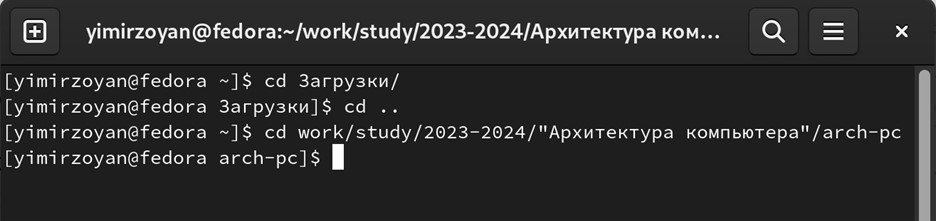 yimirzoyan@fedora:~/work/study/2023-2024/Архитектура ком...
[yimirzoyan@fedora ~]$ cd Загрузки/
[yimirzoyan@fedora Загрузки]$ cd ..
[yimirzoyan@fedora ~]$ cd work/study/2023-2024/"Архитектура компьютера"/arch-pc
[yimirzoyan@fedora arch-pc]$